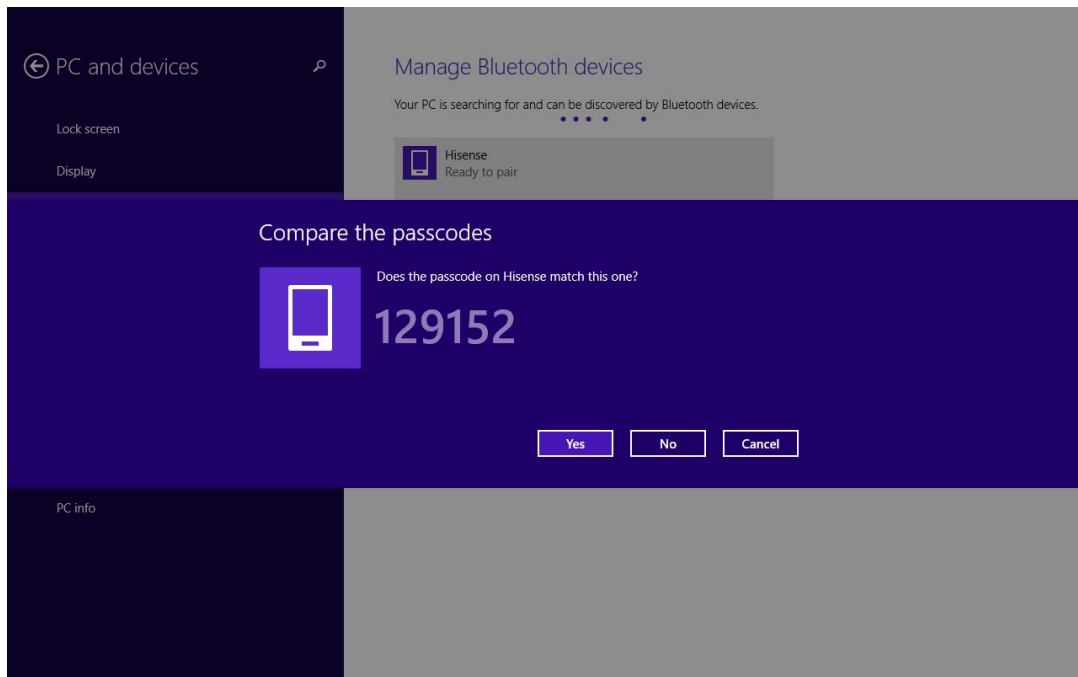 PC and devices
Lock screen
Display
PC info
Manage Bluetooth devices
Your PC is searching for and can be discovered by Bluetooth devices.
Hisense
Ready to pair
Compare the passcodes
Does the passcode on Hisense match this one?
129152
Yes
No
Cancel